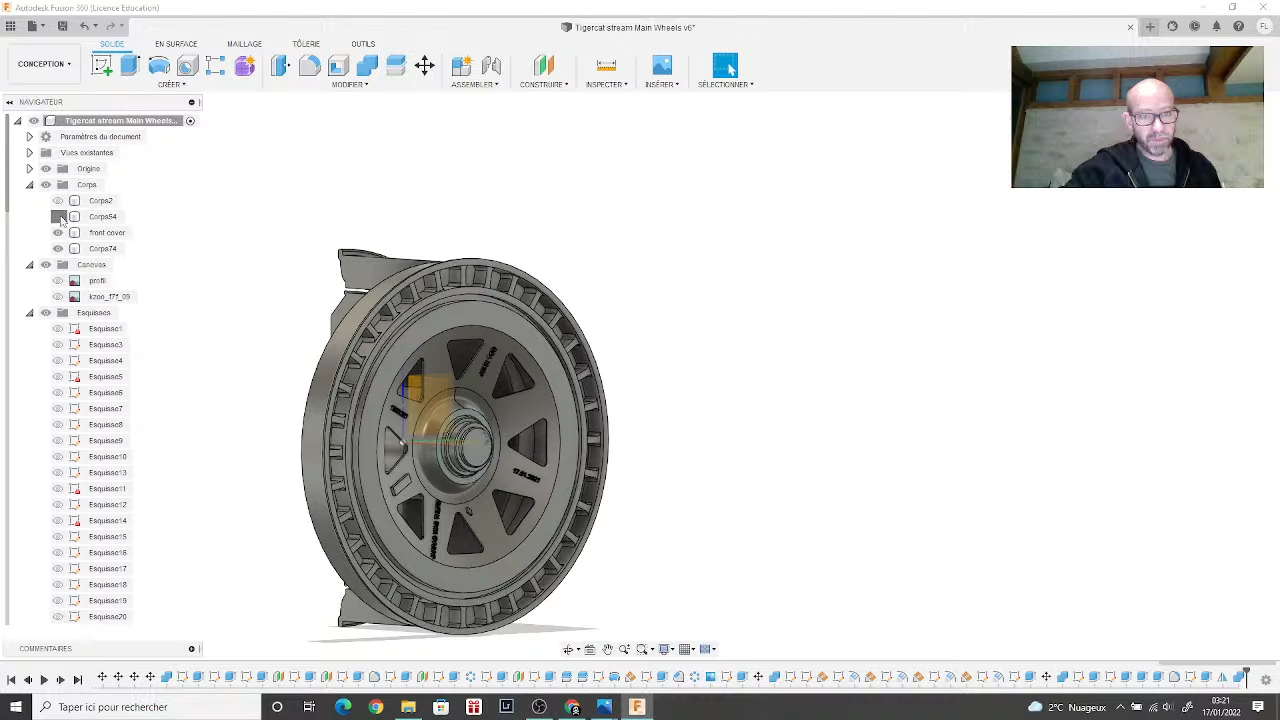 Autodesk Fusion 360 (Licence Education)
Tigercat stream Main Wheels v6*
FL
SOLIDE
EN SURFACE
MAILLAGE
TÔLERIE
OUTILS
CONCEPTION
CRÉER
MODIFIER
ASSEMBLER
CONSTRUIRE
INSPECTER
INSÉRER
SÉLECTIONNER
NAVIGATEUR
Tigercat stream Main Wheels...
Paramètres du document
Vues existantes
Origine
Corps
Corps2
Corps54
front cover
Corps74
Canevas
profil
kzoo_f7f_09
Esquisses
Esquisse1
Esquisse3
Esquisse4
Esquisse5
Esquisse6
Esquisse7
Esquisse8
Esquisse9
Esquisse10
Esquisse13
Esquisse11
Esquisse12
Esquisse14
Esquisse15
Esquisse16
Esquisse17
Esquisse18
Esquisse19
Esquisse20
COMMENTAIRES
Taper ici pour rechercher
2°C Nuageux
03:21
17/01/2022